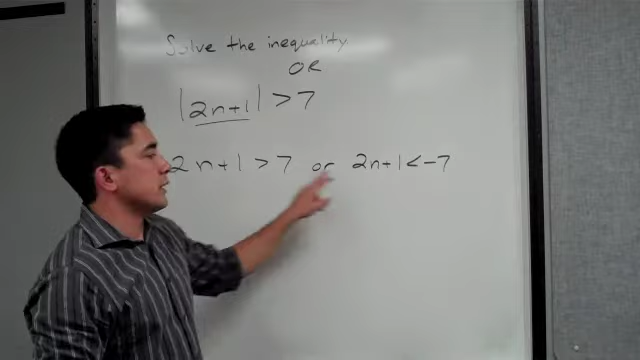 Solve the inequality
OR
|2n+1| > 7
2n+1 > 7 or 2n+1 < -7